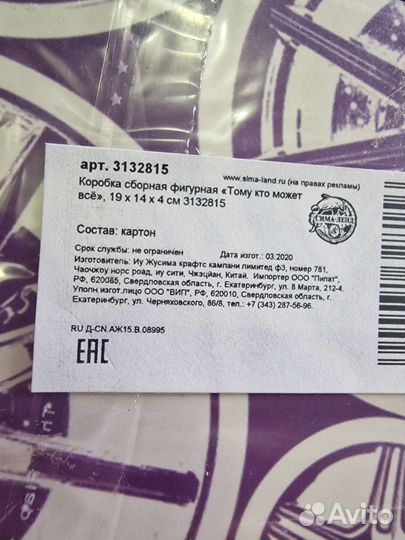 арт. 3132815
www.sima-land.ru (на правах рекламы)
Коробка сборная фигурная «Тому кто может
всё», 19 х 14 х 4 см 3132815
СИМА-ЛЕНД
Состав: картон
Срок службы: не ограничен
Дата изгот.: 03.2020
Изготовитель: Иу Жусима крафтс кампани лимитед ф3, номер 781,
Чаочжоу норс роад, иу сити, Чжэцйан, Китай. Импортер ООО "Пилат",
РФ, 620085, Свердловская область, г. Екатеринбург, ул. 8 Марта, 212-4.
Уполн.изгот.лицо ООО "ВИП", РФ, 620010, Свердловская область, г.
Екатеринбург, ул. Черняховского, 86/8, тел.: +7 (343) 287-56-96.
RU Д-CN.АЖ15.В.08995
ЕАС
Avito